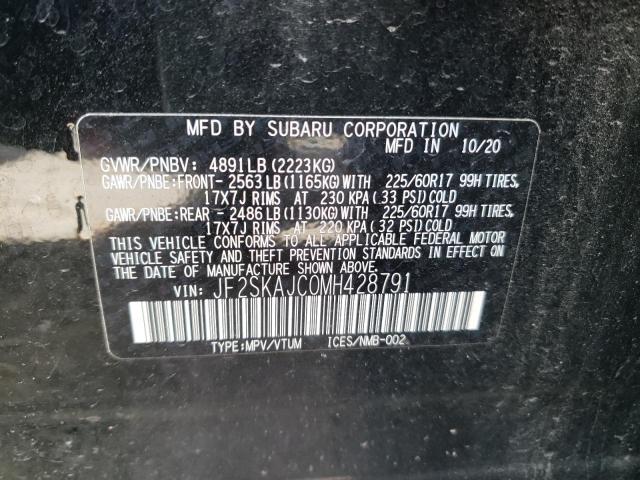 MFD BY SUBARU CORPORATION
MFD IN 10/20
GVWR/PNBV: 4891LB(2223KG)
GAWR/PNBE:FRONT- 2563LB(1165KG)WITH 225/60R17 99H TIRES,
17X7J RIMS AT 230 KPA( 33 PSI)COLD
GAWR/PNBE:REAR - 2486LB(1130KG)WITH 225/60R17 99H TIRES,
17X7J RIMS AT 220 KPA( 32 PSI)COLD
THIS VEHICLE CONFORMS TO ALL APPLICABLE FEDERAL MOTOR
VEHICLE SAFETY AND THEFT PREVENTION STANDARDS IN EFFECT ON
THE DATE OF MANUFACTURE SHOWN ABOVE.
VIN: JF2SKAJC0MH428791
TYPE:MPV/VTUM ICES/NMB-002